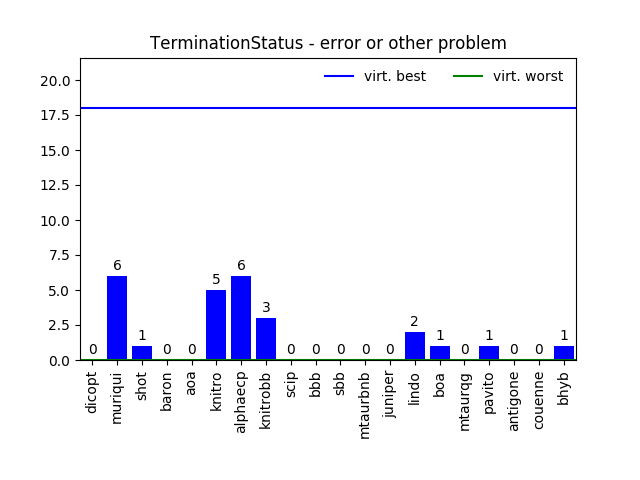 TerminationStatus - error or other problem
virt. best virt. worst
20.0
17.5
15.0
12.5
10.0
7.5
5.0
2.5
0.0
0 6 1 0 0 5 6 3 0 0 0 0 0 2 1 0 1 0 0 1
dicopt muriqui shot baron aoa knitro alphaecp knitrobb scip bbb sbb mtaurbnb juniper lindo boa mtaurqg pavito antigone couenne bhyb